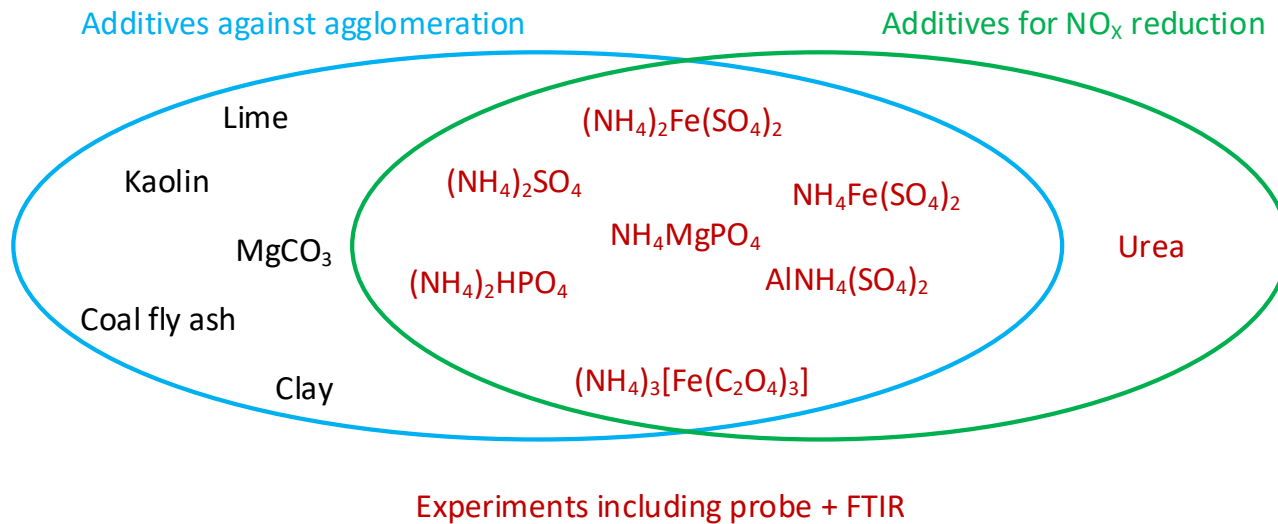 Additives against agglomeration
Additives for NOₓ reduction
Lime
(NH₄)₂Fe(SO₄)₂
Kaolin
(NH₄)₂SO₄
NH₄Fe(SO₄)₂
MgCO₃
NH₄MgPO₄
Urea
(NH₄)₂HPO₄
AlNH₄(SO₄)₂
Coal fly ash
Clay
(NH₄)₃[Fe(C₂O₄)₃]
Experiments including probe + FTIR